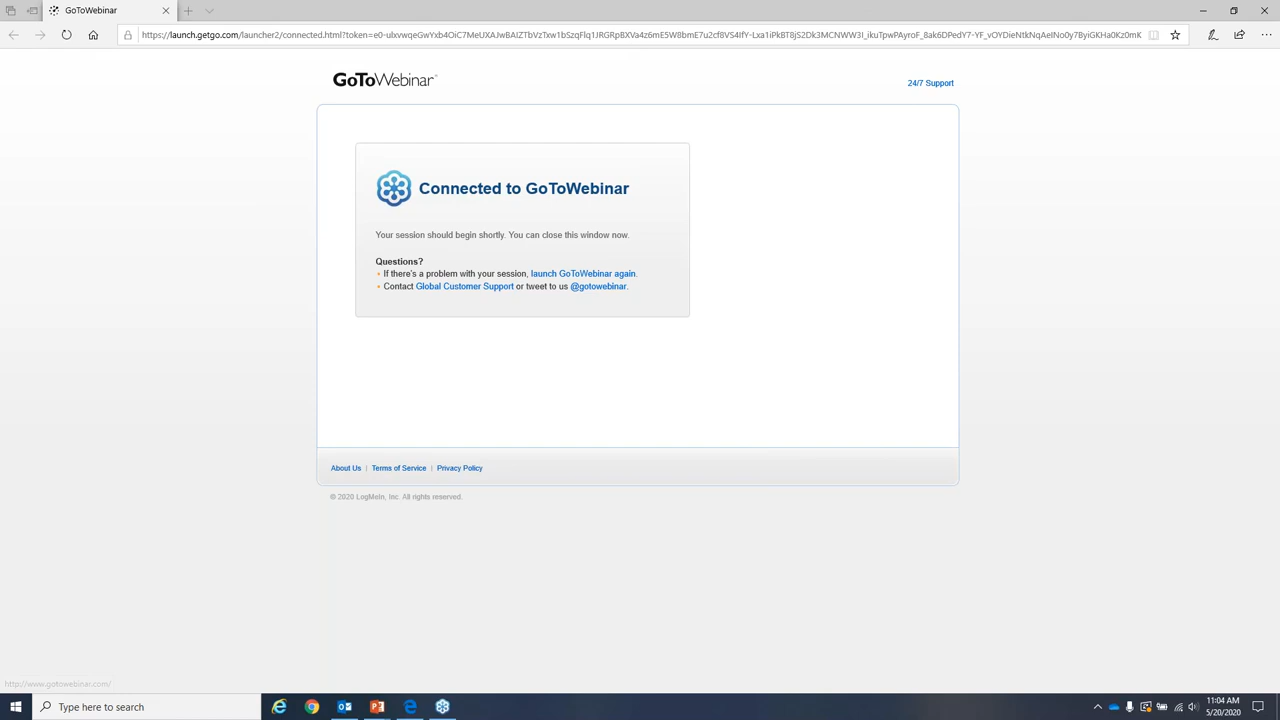 GoToWebinar
https://launch.getgo.com/launcher2/connected.html?token=
GoToWebinar
24/7 Support
Connected to GoToWebinar
Your session should begin shortly. You can close this window now.
Questions?
If there's a problem with your session, launch GoToWebinar again.
Contact Global Customer Support or tweet to us @gotowebinar.
About Us | Terms of Service | Privacy Policy
© 2020 LogMeIn, Inc. All rights reserved.
http://www.gotowebinar.com/
Type here to search
11:04 AM
5/20/2020